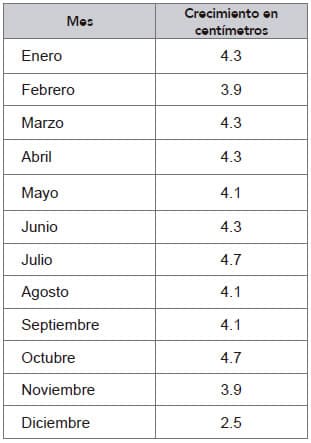 Mes Crecimiento en
centímetros
Enero 4.3
Febrero 3.9
Marzo 4.3
Abril 4.3
Mayo 4.1
Junio 4.3
Julio 4.7
Agosto 4.1
Septiembre 4.1
Octubre 4.7
Noviembre 3.9
Diciembre 2.5